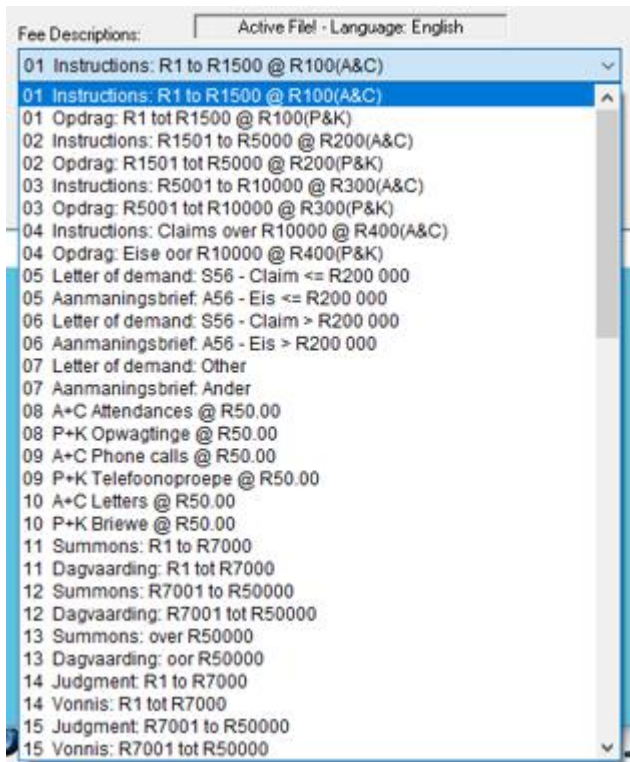 Fee Descriptions:
Active File! - Language: English
01 Instructions: R1 to R1500 @ R100(A&C)
01 Instructions: R1 to R1500 @ R100(A&C)
01 Opdrag: R1 tot R1500 @ R100(P&K)
02 Instructions: R1501 to R5000 @ R200(A&C)
02 Opdrag: R1501 tot R5000 @ R200(P&K)
03 Instructions: R5001 to R10000 @ R300(A&C)
03 Opdrag: R5001 tot R10000 @ R300(P&K)
04 Instructions: Claims over R10000 @ R400(A&C)
04 Opdrag: Eise oor R10000 @ R400(P&K)
05 Letter of demand: S56 - Claim <= R200 000
05 Aanmaningsbrief: A56 - Eis <= R200 000
06 Letter of demand: S56 - Claim > R200 000
06 Aanmaningsbrief: A56 - Eis > R200 000
07 Letter of demand: Other
07 Aanmaningsbrief: Ander
08 A+C Attendances @ R50.00
08 P+K Opwagtinge @ R50.00
09 A+C Phone calls @ R50.00
09 P+K Telefoonoproepe @ R50.00
10 A+C Letters @ R50.00
10 P+K Briewe @ R50.00
11 Summons: R1 to R7000
11 Dagvaarding: R1 tot R7000
12 Summons: R7001 to R50000
12 Dagvaarding: R7001 tot R50000
13 Summons: over R50000
13 Dagvaarding: oor R50000
14 Judgment: R1 to R7000
14 Vonnis: R1 tot R7000
15 Judgment: R7001 to R50000
15 Vonnis: R7001 tot R50000